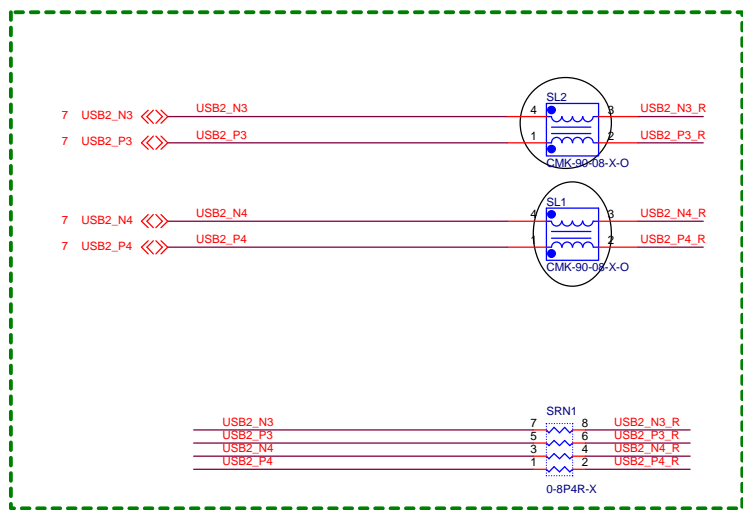 SL2
7 USB2_N3 USB2_N3 4 3 USB2_N3_R
7 USB2_P3 USB2_P3 1 2 USB2_P3_R
CMK-90-08-X-O
SL1
7 USB2_N4 USB2_N4 4 3 USB2_N4_R
7 USB2_P4 USB2_P4 1 2 USB2_P4_R
CMK-90-08-X-O
SRN1
USB2_N3 7 8 USB2_N3_R
USB2_P3 5 6 USB2_P3_R
USB2_N4 3 4 USB2_N4_R
USB2_P4 1 2 USB2_P4_R
0-8P4R-X